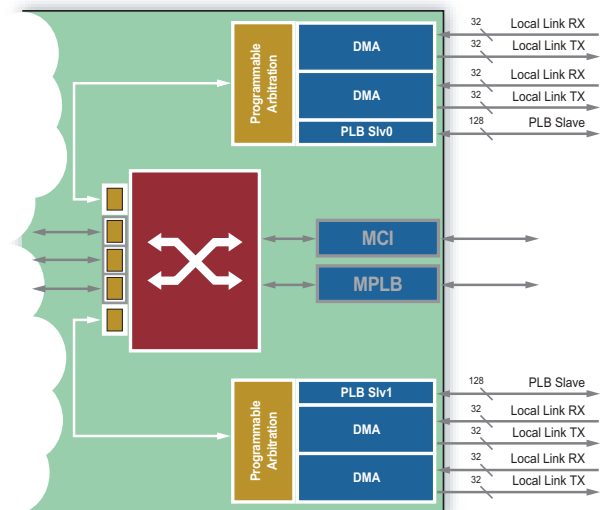 32 Local Link RX
DMA
32 Local Link TX
Programmable
Arbitration
32 Local Link RX
DMA
32 Local Link TX
PLB Slv0
128 PLB Slave
MCI
MPLB
PLB Slv1
128 PLB Slave
Programmable
Arbitration
DMA
32 Local Link RX
32 Local Link TX
DMA
32 Local Link RX
32 Local Link TX